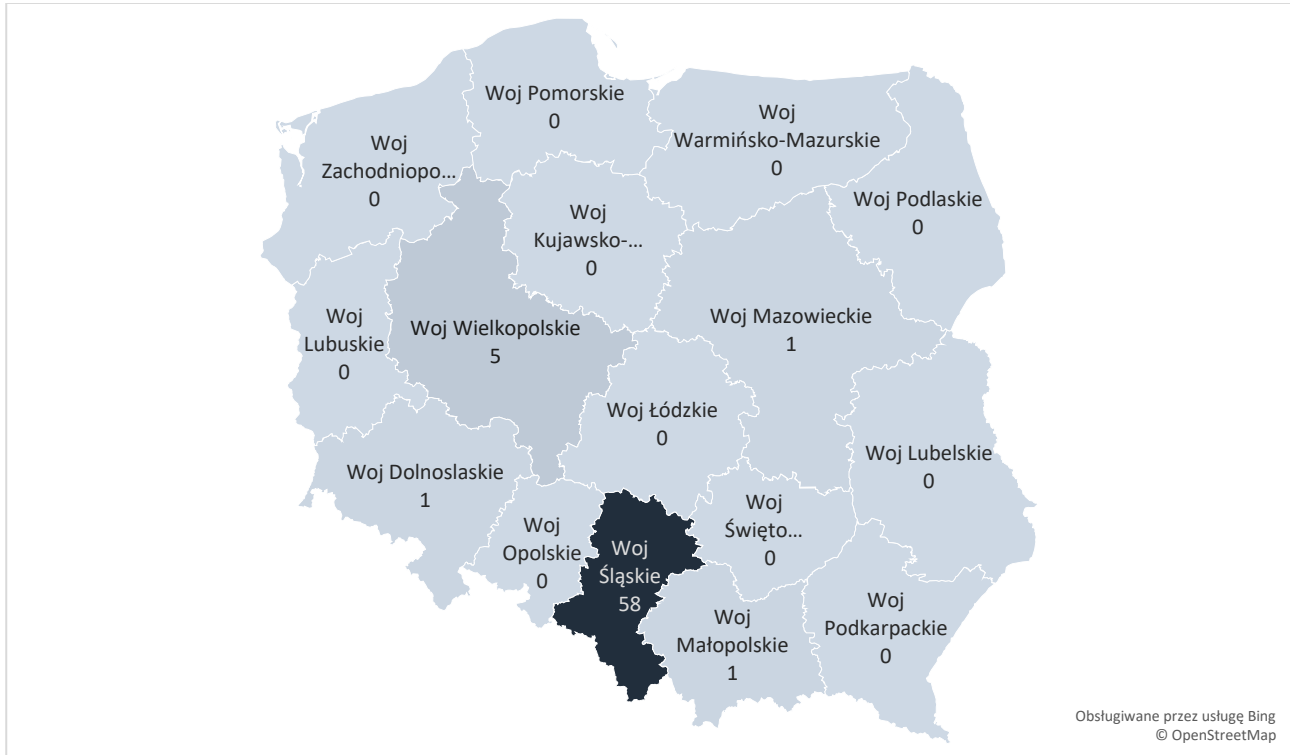 Woj Pomorskie
0
Woj
Warmińsko-Mazurskie
0
Woj
Zachodniopo...
0
Woj Podlaskie
0
Woj
Kujawsko-...
0
Woj
Lubuskie
0
Woj Wielkopolskie
5
Woj Mazowieckie
1
Woj Łódzkie
0
Woj Lubelskie
0
Woj Dolnoslaskie
1
Woj
Opolskie
0
Woj
Śląskie
58
Woj
Święto...
0
Woj
Małopolskie
1
Woj
Podkarpackie
0
Obsługiwane przez usługę Bing
© OpenStreetMap